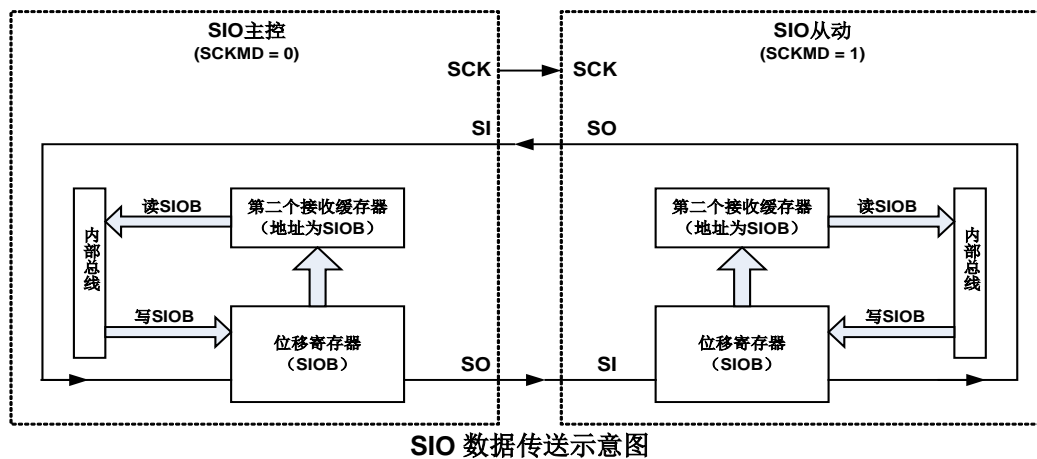 SIO主控
(SCKMD = 0)
SIO从动
(SCKMD = 1)
SCK
SCK
SI
SO
读SIOB
第二个接收缓存器
（地址为SIOB）
内部总线
写SIOB
位移寄存器
（SIOB）
第二个接收缓存器
（地址为SIOB）
读SIOB
内部总线
写SIOB
位移寄存器
（SIOB）
SO
SI
SIO 数据传送示意图